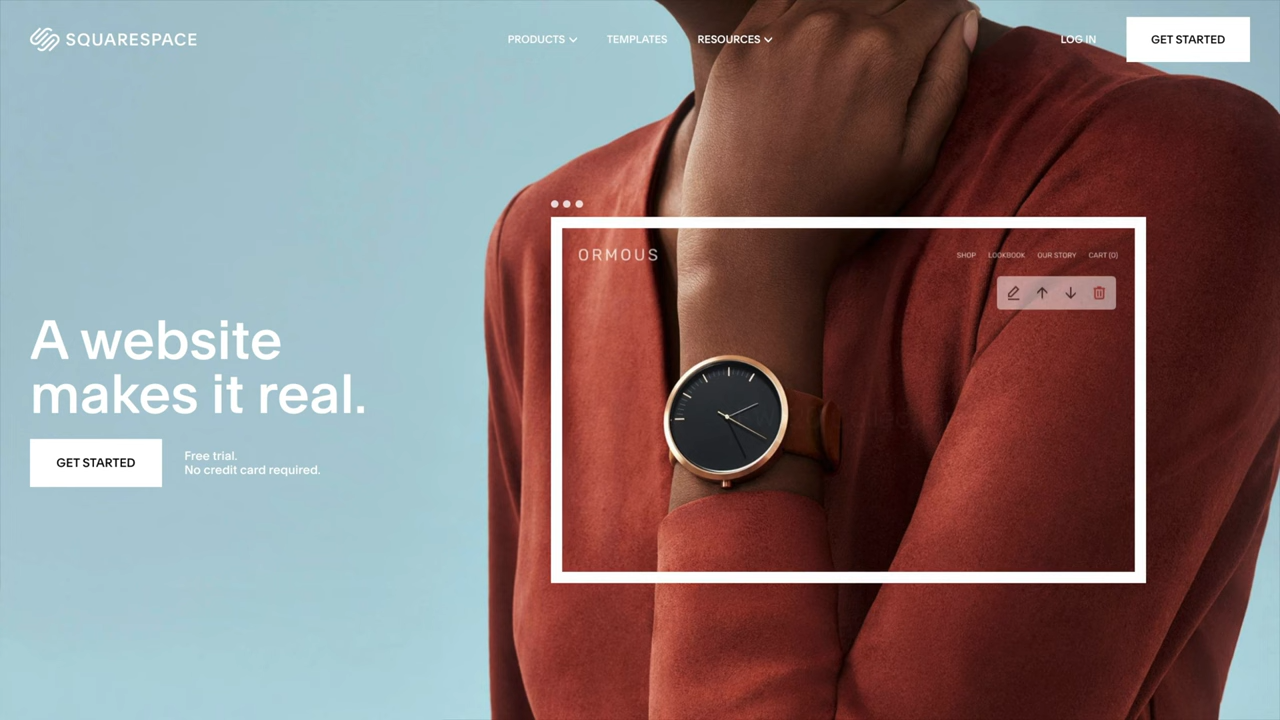 SQUARESPACE
PRODUCTS
TEMPLATES
RESOURCES
LOG IN
GET STARTED
ORMOUS
SHOP
LOOKBOOK
OUR STORY
CART (0)
A website
makes it real.
GET STARTED
Free trial.
No credit card required.